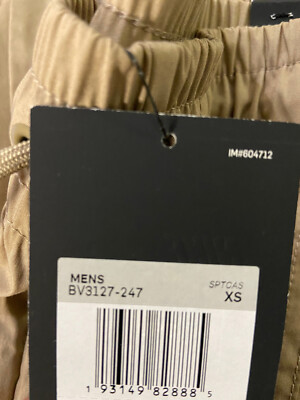 IM#604712
MENS
BV3127-247
SPTCAS
XS
1 93149 82888 5